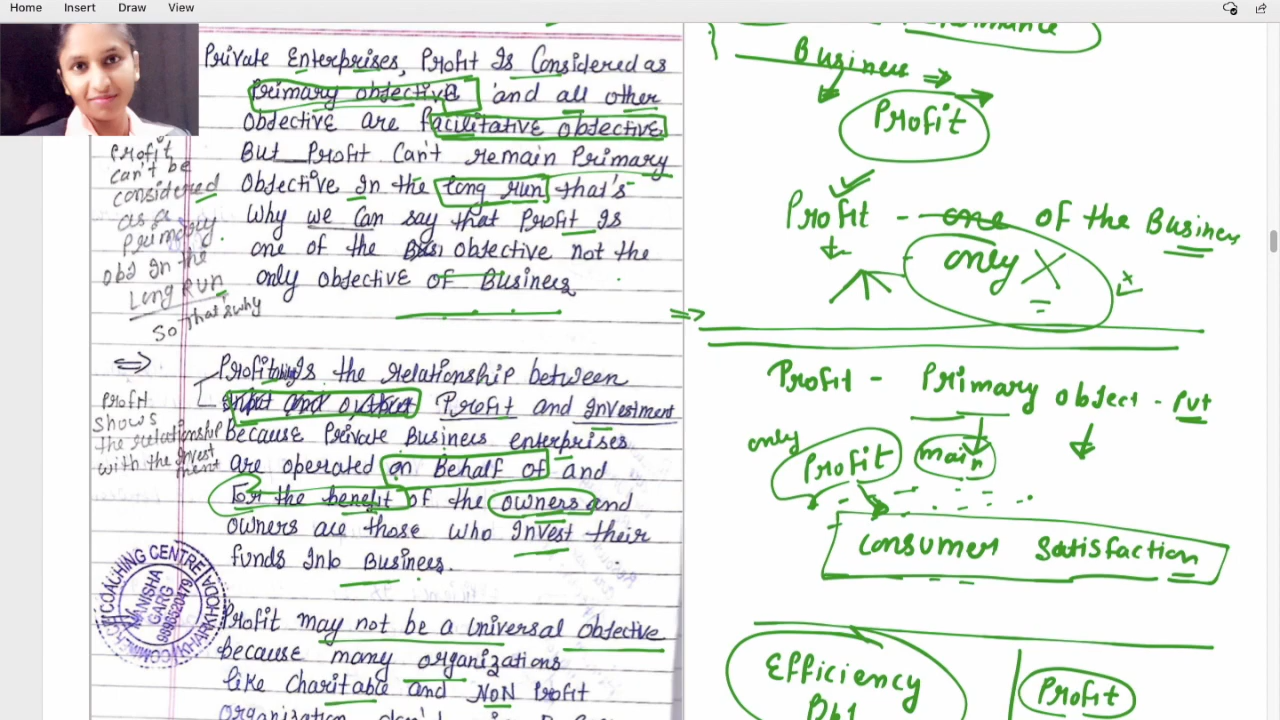 Home Insert Draw View
Private Enterprises, Profit Is Considered as
Primary objective and all other
objective are facilitative objective
But Profit Can't remain Primary
objective In the long run that's
why we can say that Profit Is
one of the Busi objective not the
only objective of Business
Profit
can't be
considered
as a
Primary
obj In the
Long Run
So that's why
Is the relationship between
Input and output Profit and Investment
Because Private Business enterprises
are operated on Behalf of and
For the benefit of the owners and
owners are those who Invest their
funds Into Business.
Profit
shows
the relationship
with the Invest
ment
Profit may not be a Universal objective
because many organizations
like Charitable and NON Profit
COACHING CENTRE
MANISHA
GARG
Business ⇒
Profit
Profit - one of the Business
only X
⇒
Profit - Primary object - Put
only
Profit main
Consumer Satisfaction
Efficiency
Profit